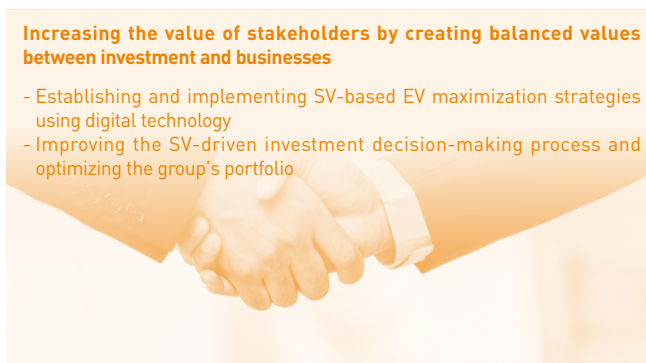 Increasing the value of stakeholders by creating balanced values
between investment and businesses
- Establishing and implementing SV-based EV maximization strategies
using digital technology
- Improving the SV-driven investment decision-making process and
optimizing the group's portfolio